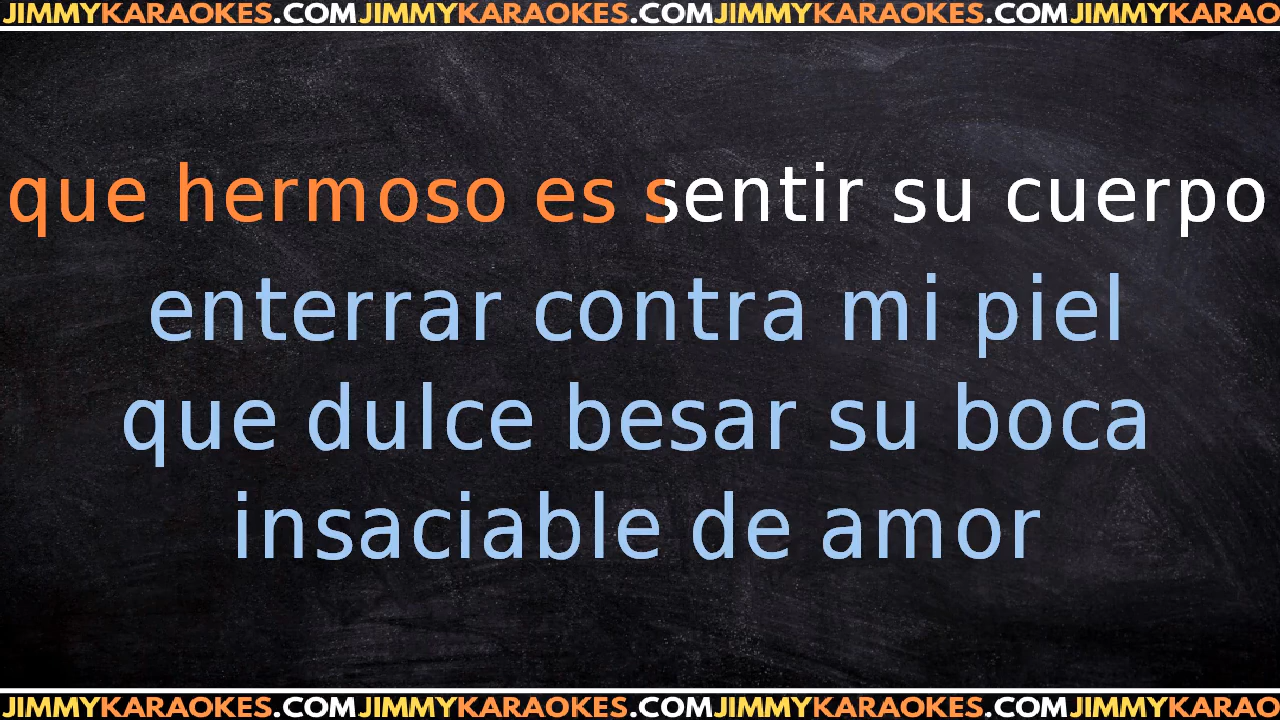 JIMMYKARAOKES.COMJIMMYKARAOKES.COMJIMMYKARAOKES.COMJIMMYKARAO
que hermoso es sentir su cuerpo
enterrar contra mi piel
que dulce besar su boca
insaciable de amor
JIMMYKARAOKES.COMJIMMYKARAOKES.COMJIMMYKARAOKES.COMJIMMYKARAO